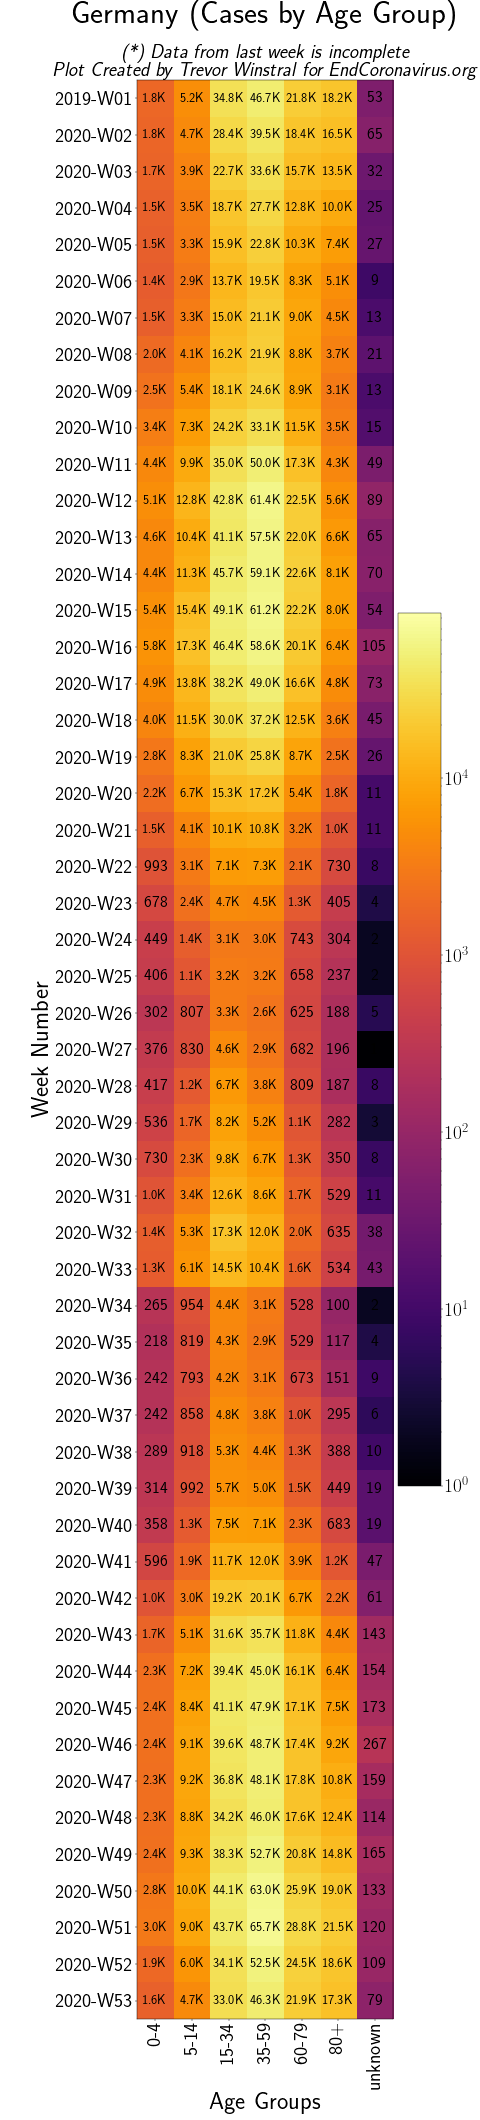 Germany (Cases by Age Group)
(*) Data from last week is incomplete
Plot Created by Trevor Winstral for EndCoronavirus.org
2019-W01 1.8K 5.2K 34.8K 46.7K 21.8K 18.2K 53
2020-W02 1.8K 4.7K 28.4K 39.5K 18.4K 16.5K 65
2020-W03 1.7K 3.9K 22.7K 33.6K 15.7K 13.5K 32
2020-W04 1.5K 3.5K 18.7K 27.7K 12.8K 10.0K 25
2020-W05 1.5K 3.3K 15.9K 22.8K 10.3K 7.4K 27
2020-W06 1.4K 2.9K 13.7K 19.5K 8.3K 5.1K 9
2020-W07 1.5K 3.3K 15.0K 21.1K 9.0K 4.5K 13
2020-W08 2.0K 4.1K 16.2K 21.9K 8.8K 3.7K 21
2020-W09 2.5K 5.4K 18.1K 24.6K 8.9K 3.1K 13
2020-W10 3.4K 7.3K 24.2K 33.1K 11.5K 3.5K 15
2020-W11 4.4K 9.9K 35.0K 50.0K 17.3K 4.3K 49
2020-W12 5.1K 12.8K 42.8K 61.4K 22.5K 5.6K 89
2020-W13 4.6K 10.4K 41.1K 57.5K 22.0K 6.6K 65
2020-W14 4.4K 11.3K 45.7K 59.1K 22.6K 8.1K 70
2020-W15 5.4K 15.4K 49.1K 61.2K 22.2K 8.0K 54
2020-W16 5.8K 17.3K 46.4K 58.6K 20.1K 6.4K 105
2020-W17 4.9K 13.8K 38.2K 49.0K 16.6K 4.8K 73
2020-W18 4.0K 11.5K 30.0K 37.2K 12.5K 3.6K 45
2020-W19 2.8K 8.3K 21.0K 25.8K 8.7K 2.5K 26
2020-W20 2.2K 6.7K 15.3K 17.2K 5.4K 1.8K 11
2020-W21 1.5K 4.1K 10.1K 10.8K 3.2K 1.0K 11
2020-W22 993 3.1K 7.1K 7.3K 2.1K 730 8
2020-W23 678 2.4K 4.7K 4.5K 1.3K 405 4
2020-W24 449 1.4K 3.1K 3.0K 743 304 2
2020-W25 406 1.1K 3.2K 3.2K 658 237 2
2020-W26 302 807 3.3K 2.6K 625 188 5
2020-W27 376 830 4.6K 2.9K 682 196
2020-W28 417 1.2K 6.7K 3.8K 809 187 8
2020-W29 536 1.7K 8.2K 5.2K 1.1K 282 3
2020-W30 730 2.3K 9.8K 6.7K 1.3K 350 8
2020-W31 1.0K 3.4K 12.6K 8.6K 1.7K 529 11
2020-W32 1.4K 5.3K 17.3K 12.0K 2.0K 635 38
2020-W33 1.3K 6.1K 14.5K 10.4K 1.6K 534 43
2020-W34 265 954 4.4K 3.1K 528 100 2
2020-W35 218 819 4.3K 2.9K 529 117 4
2020-W36 242 793 4.2K 3.1K 673 151 9
2020-W37 242 858 4.8K 3.8K 1.0K 295 6
2020-W38 289 918 5.3K 4.4K 1.3K 388 10
2020-W39 314 992 5.7K 5.0K 1.5K 449 19
2020-W40 358 1.3K 7.5K 7.1K 2.3K 683 19
2020-W41 596 1.9K 11.7K 12.0K 3.9K 1.2K 47
2020-W42 1.0K 3.0K 19.2K 20.1K 6.7K 2.2K 61
2020-W43 1.7K 5.1K 31.6K 35.7K 11.8K 4.4K 143
2020-W44 2.3K 7.2K 39.4K 45.0K 16.1K 6.4K 154
2020-W45 2.4K 8.4K 41.1K 47.9K 17.1K 7.5K 173
2020-W46 2.4K 9.1K 39.6K 48.7K 17.4K 9.2K 267
2020-W47 2.3K 9.2K 36.8K 48.1K 17.8K 10.8K 159
2020-W48 2.3K 8.8K 34.2K 46.0K 17.6K 12.4K 114
2020-W49 2.4K 9.3K 38.3K 52.7K 20.8K 14.8K 165
2020-W50 2.8K 10.0K 44.1K 63.0K 25.9K 19.0K 133
2020-W51 3.0K 9.0K 43.7K 65.7K 28.8K 21.5K 120
2020-W52 1.9K 6.0K 34.1K 52.5K 24.5K 18.6K 109
2020-W53 1.6K 4.7K 33.0K 46.3K 21.9K 17.3K 79
0-4 5-14 15-34 35-59 60-79 80+ unknown
Age Groups
Week Number
10⁴
10³
10²
10¹
10⁰